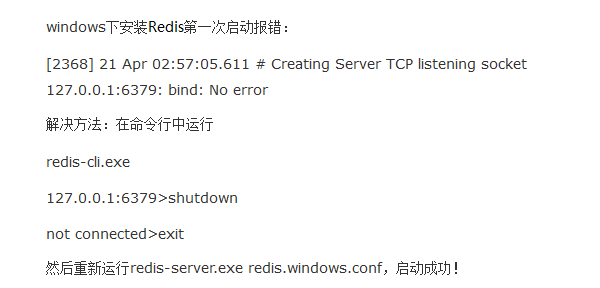 windows下安装Redis第一次启动报错：
[2368] 21 Apr 02:57:05.611 # Creating Server TCP listening socket
127.0.0.1:6379: bind: No error
解决方法：在命令行中运行
redis-cli.exe
127.0.0.1:6379>shutdown
not connected>exit
然后重新运行redis-server.exe redis.windows.conf，启动成功！